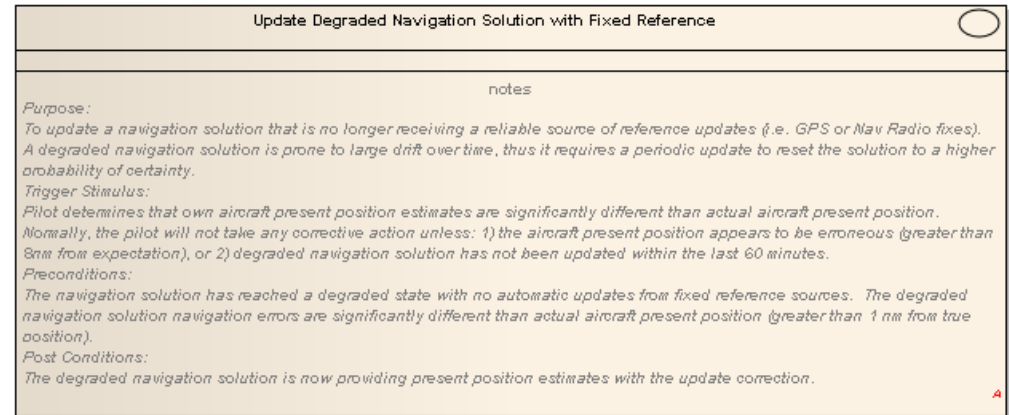 Update Degraded Navigation Solution with Fixed Reference
notes
Purpose:
To update a navigation solution that is no longer receiving a reliable source of reference updates (i.e. GPS or Nav Radio fixes).
A degraded navigation solution is prone to large drift over time, thus it requires a periodic update to reset the solution to a higher
probability of certainty.
Trigger Stimulus:
Pilot determines that own aircraft present position estimates are significantly different than actual aircraft present position.
Normally, the pilot will not take any corrective action unless: 1) the aircraft present position appears to be erroneous (greater than
8nm from expectation), or 2) degraded navigation solution has not been updated within the last 60 minutes.
Preconditions:
The navigation solution has reached a degraded state with no automatic updates from fixed reference sources. The degraded
navigation solution navigation errors are significantly different than actual aircraft present position (greater than 1 nm from true
position).
Post Conditions:
The degraded navigation solution is now providing present position estimates with the update correction.
A